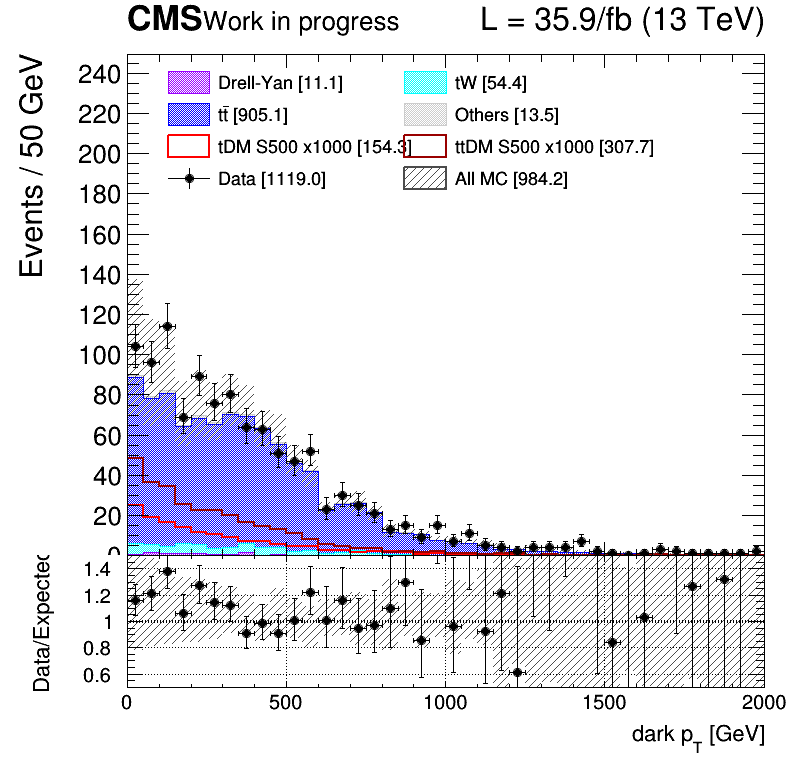 CMS Work in progress L = 35.9/fb (13 TeV)
Events / 50 GeV
240
220
200
180
160
140
120
100
80
60
40
20
0
Drell-Yan [11.1]
tW [54.4]
tt̄ [905.1]
Others [13.5]
tDM S500 x1000 [154.3]
ttDM S500 x1000 [307.7]
Data [1119.0]
All MC [984.2]
Data/Expected
1.4
1.2
1
0.8
0.6
0 500 1000 1500 2000
dark pT [GeV]